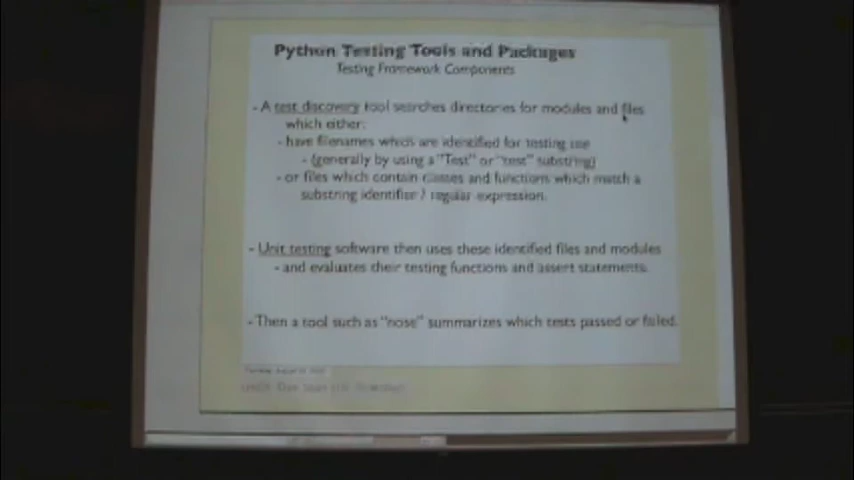 Python Testing Tools and Packages
Testing Framework Components
- A test discovery tool searches directories for modules and files
which either:
- have filenames which are identified for testing use
- (generally by using a "Test" or "test" substring)
- or files which contain classes and functions which match a
substring identifier / regular expression.
- Unit testing software then uses these identified files and modules
- and evaluates their testing functions and assert statements.
- Then a tool such as "nose" summarizes which tests passed or failed.